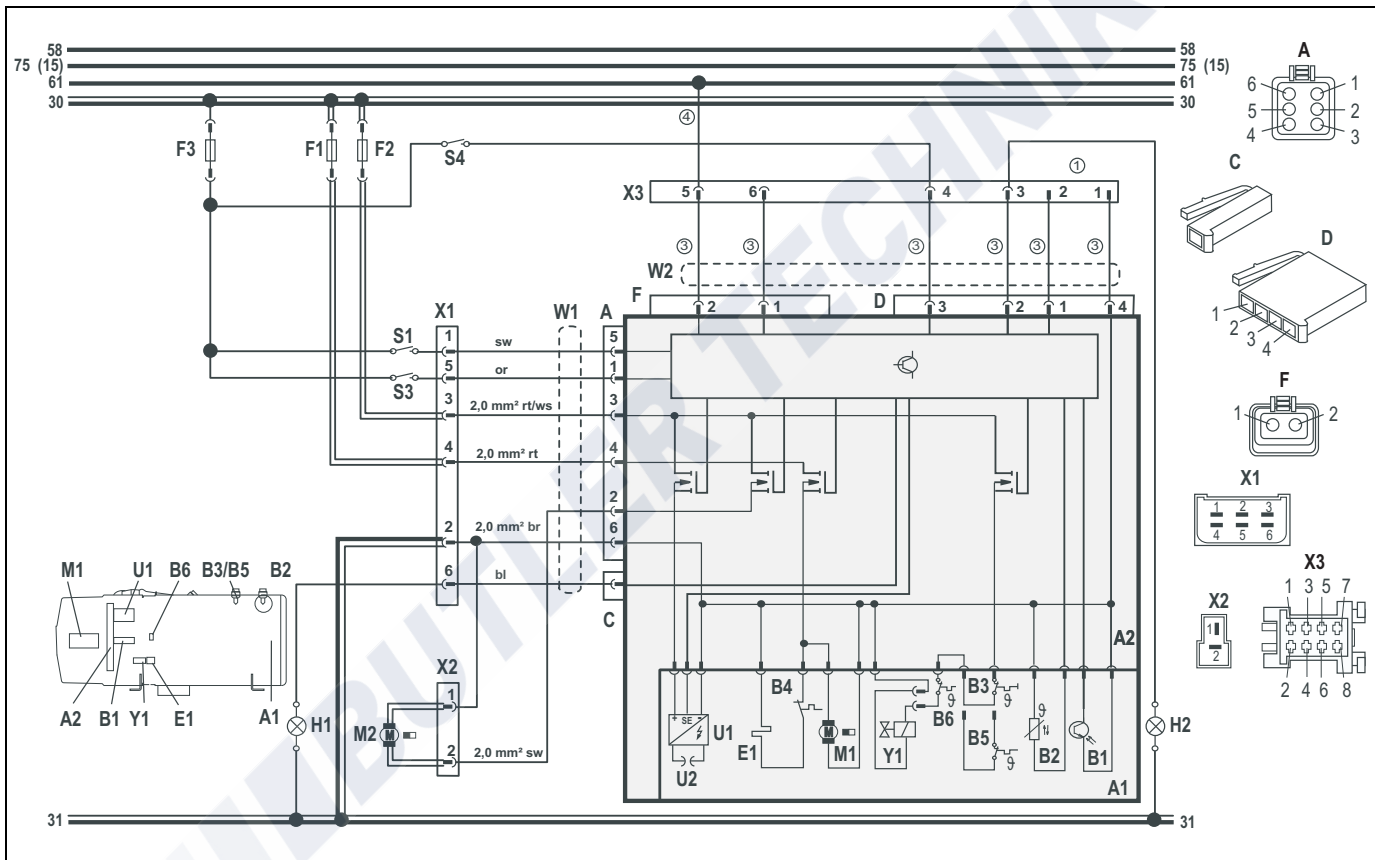 58 58
75 (15) 75 (15)
61 61
30 30
F3 F1 F2
S4
④
①
X3 5 6 4 3 2 1
③ ③ ③ ③ ③ ③
W2
F D
2 1 3 2 1 4
X1 W1 A
1 sw 5
S1
5 or 1
S3
3 2,0 mm² rt/ws 3
4 2,0 mm² rt 4
2
2 2,0 mm² br 6
6 bl
C
A2
X2
1
M2 M
2 2,0 mm² sw
H1
+ SE -
U1
U2
E1
B4
M
M1
Y1
B6
ϑ
B3
ϑ
B5
ϑ
ϑ
B2
B1
A1
H2
31 31
M1 U1 B6 B3/B5 B2
A2 B1 Y1 E1 A1
A
6 1
5 2
4 3
C
D
1
2
3
4
F
1 2
X1
1 2 3
4 5 6
X2
1
2
X3
1 3 5 7
2 4 6 8
BUTLER TECHNIK